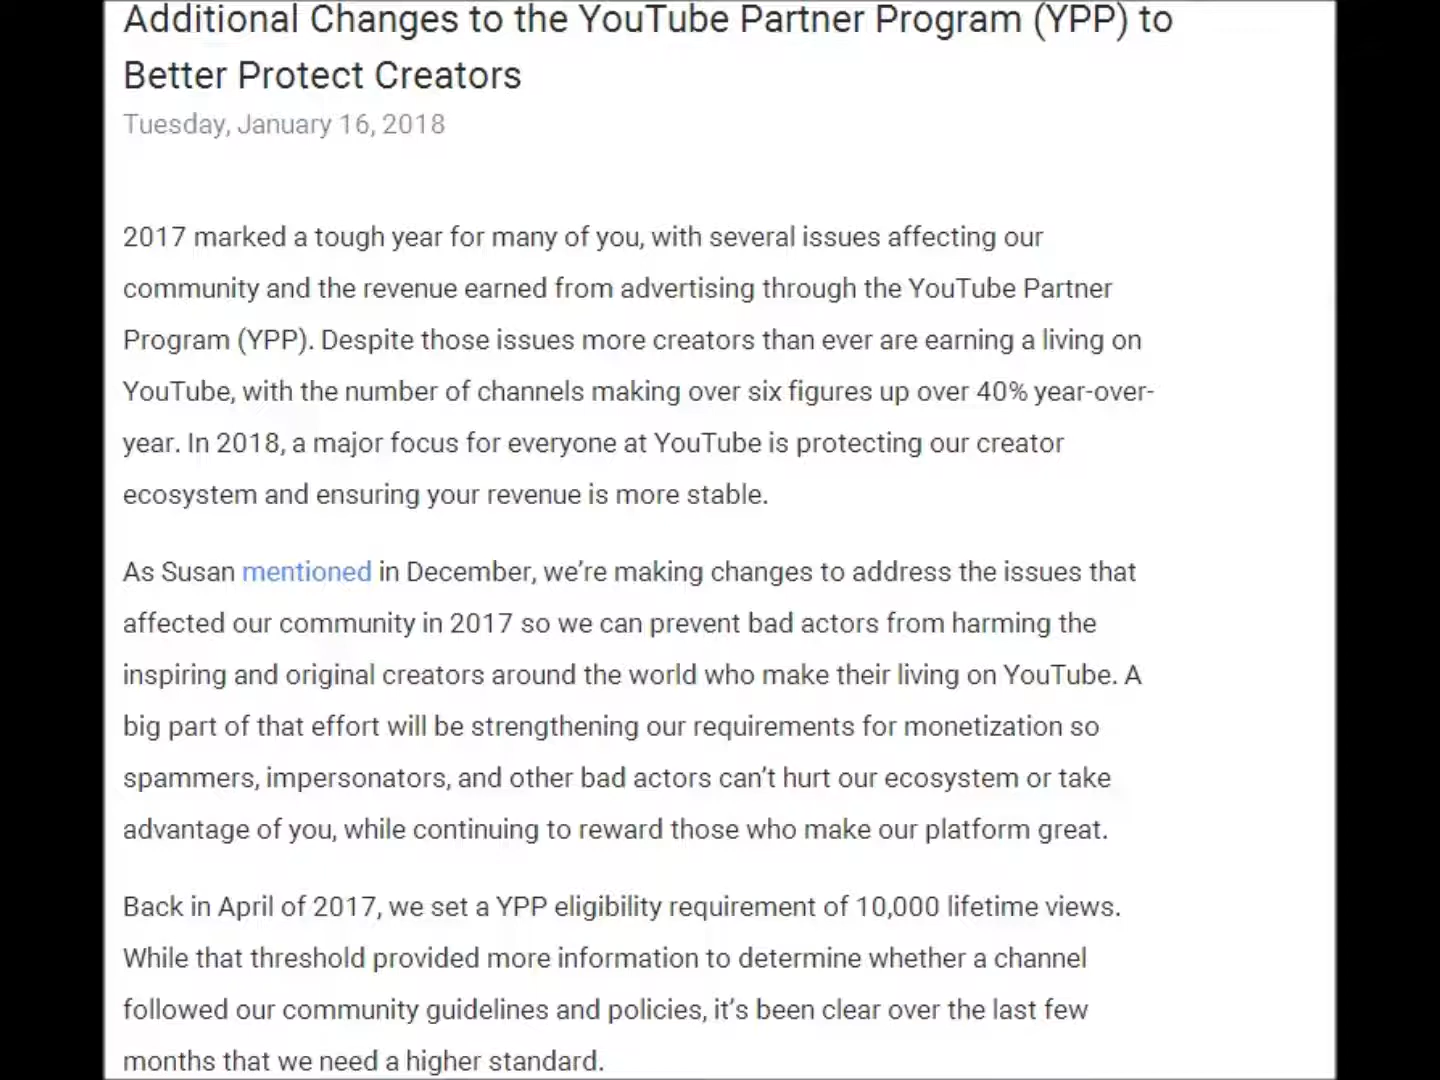 Additional Changes to the YouTube Partner Program (YPP) to
Better Protect Creators
Tuesday, January 16, 2018
2017 marked a tough year for many of you, with several issues affecting our
community and the revenue earned from advertising through the YouTube Partner
Program (YPP). Despite those issues more creators than ever are earning a living on
YouTube, with the number of channels making over six figures up over 40% year-over-
year. In 2018, a major focus for everyone at YouTube is protecting our creator
ecosystem and ensuring your revenue is more stable.
As Susan mentioned in December, we’re making changes to address the issues that
affected our community in 2017 so we can prevent bad actors from harming the
inspiring and original creators around the world who make their living on YouTube. A
big part of that effort will be strengthening our requirements for monetization so
spammers, impersonators, and other bad actors can’t hurt our ecosystem or take
advantage of you, while continuing to reward those who make our platform great.
Back in April of 2017, we set a YPP eligibility requirement of 10,000 lifetime views.
While that threshold provided more information to determine whether a channel
followed our community guidelines and policies, it’s been clear over the last few
months that we need a higher standard.